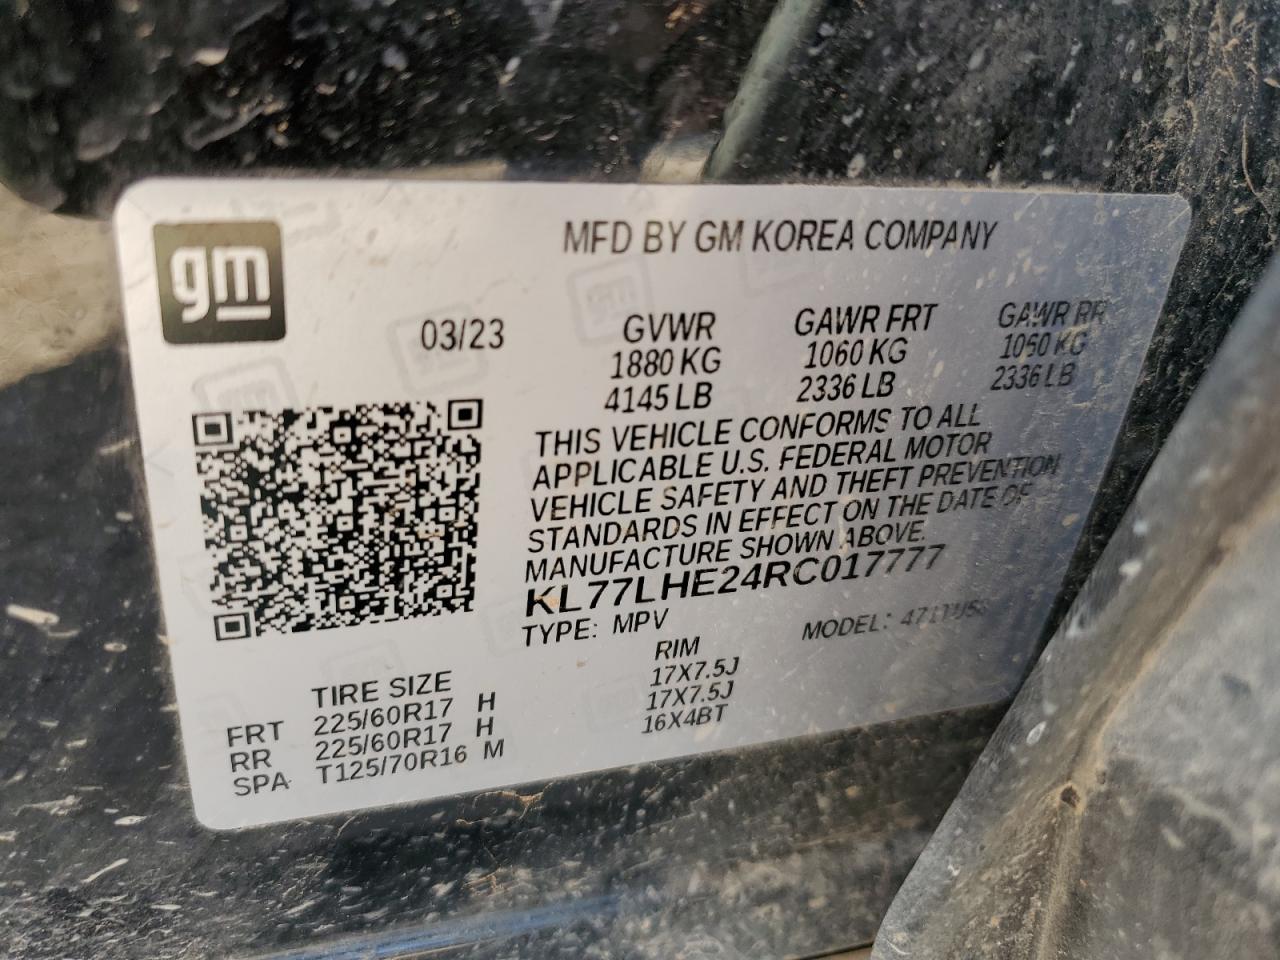 gm
MFD BY GM KOREA COMPANY
03/23 GVWR GAWR FRT GAWR RR
1880 KG 1060 KG 1060 KG
4145 LB 2336 LB 2336 LB
THIS VEHICLE CONFORMS TO ALL
APPLICABLE U.S. FEDERAL MOTOR
VEHICLE SAFETY AND THEFT PREVENTION
STANDARDS IN EFFECT ON THE DATE OF
MANUFACTURE SHOWN ABOVE.
KL77LHE24RC017777
TYPE: MPV MODEL:
TIRE SIZE RIM
FRT 225/60R17 H 17X7.5J
RR 225/60R17 H 17X7.5J
SPA T125/70R16 M 16X4BT